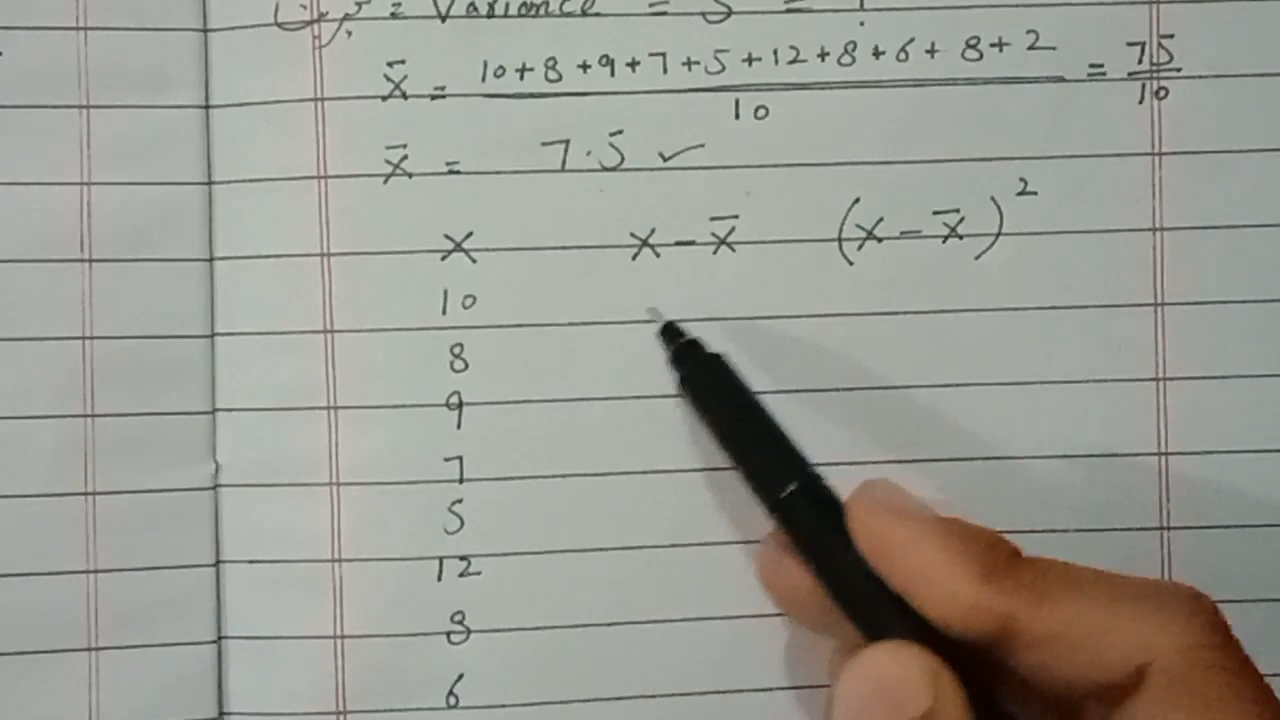 = Variance = S =
x̄ = 10+8+9+7+5+12+8+6+8+2 / 10 = 75 / 10
x̄ = 7.5 ✓
x x-x̄ (x-x̄)²
10
8
9
7
5
12
8
6